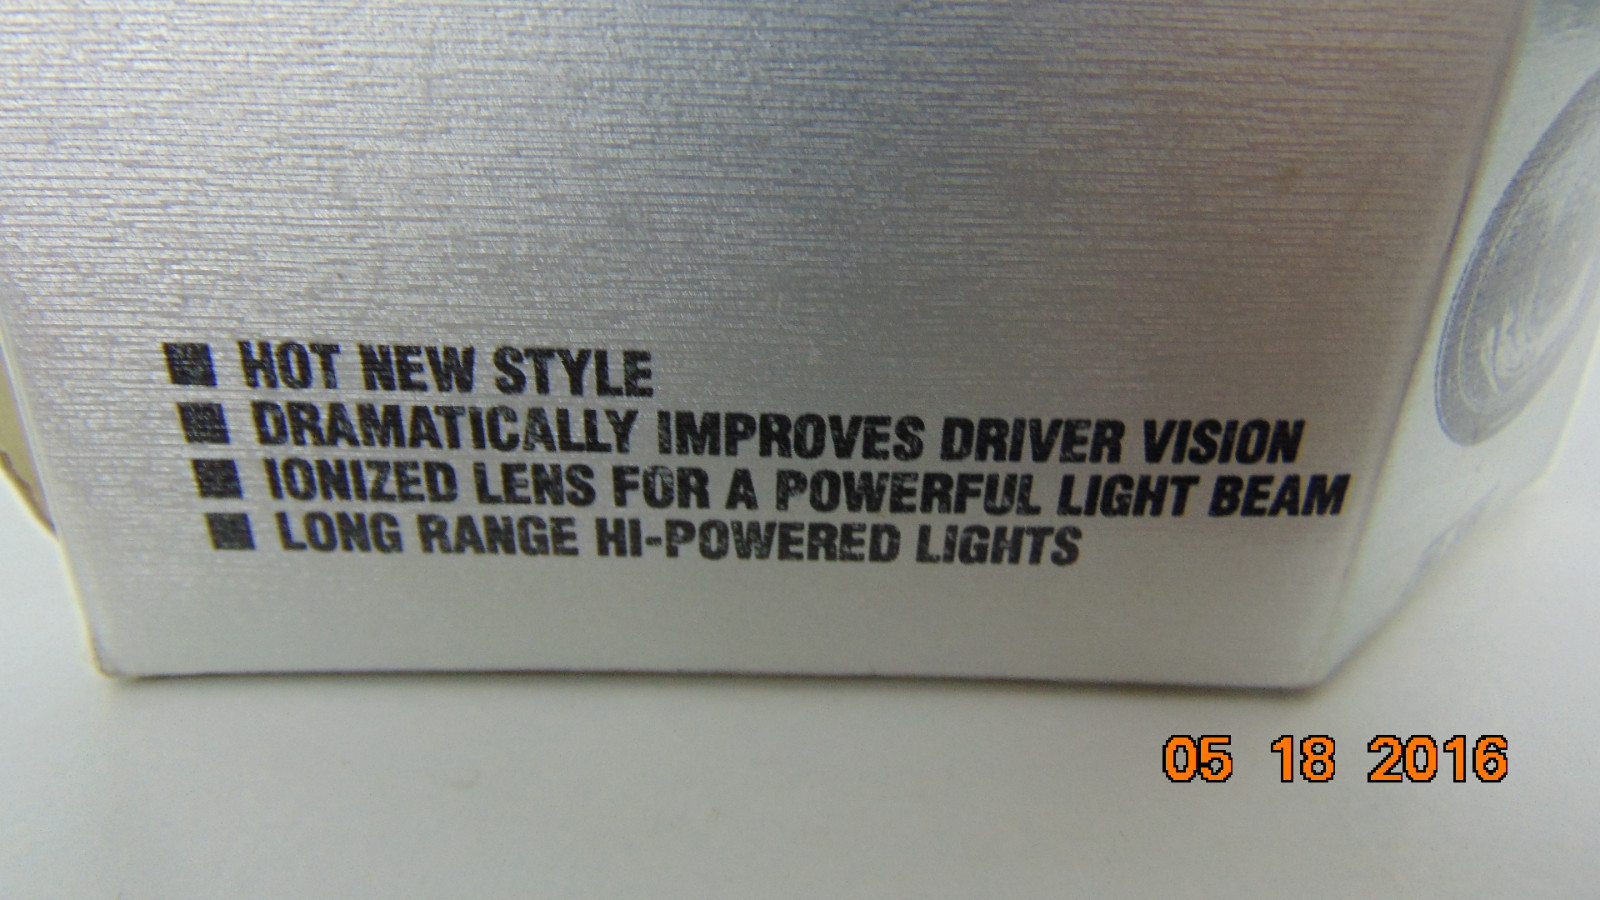 ■ HOT NEW STYLE
■ DRAMATICALLY IMPROVES DRIVER VISION
■ IONIZED LENS FOR A POWERFUL LIGHT BEAM
■ LONG RANGE HI-POWERED LIGHTS
05 18 2016